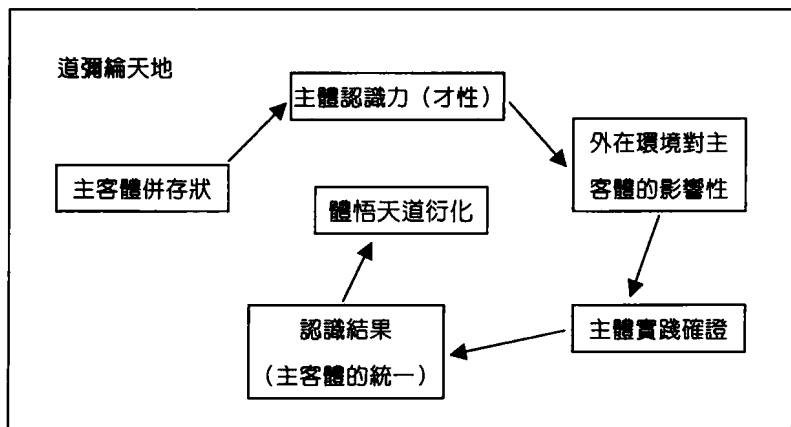 道彌綸天地
主體認識力（才性）
外在環境對主
客體的影響性
主客體併存狀
體悟天道衍化
認識結果
（主客體的統一）
主體實踐確證